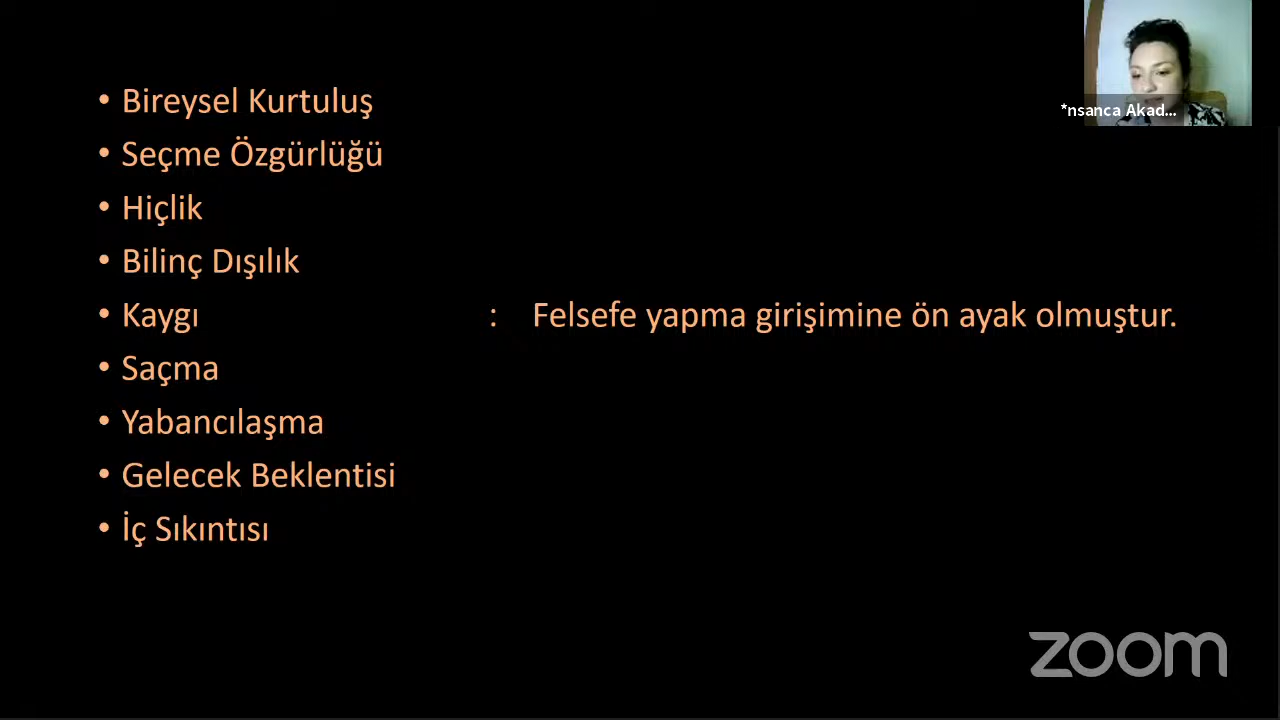 • Bireysel Kurtuluş
• Seçme Özgürlüğü
• Hiçlik
• Bilinç Dışılık
• Kaygı : Felsefe yapma girişimine ön ayak olmuştur.
• Saçma
• Yabancılaşma
• Gelecek Beklentisi
• İç Sıkıntısı
*nsanca Akad...
zoom